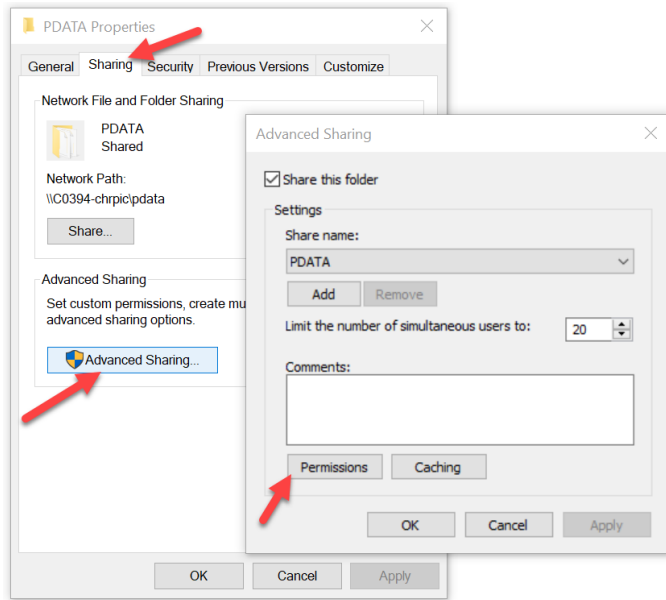 PDATA Properties
General Sharing Security Previous Versions Customize
Network File and Folder Sharing
PDATA
Shared
Network Path:
\\C0394-chrpic\pdata
Share...
Advanced Sharing
Set custom permissions, create mu
advanced sharing options.
Advanced Sharing...
OK Cancel Apply
Advanced Sharing
Share this folder
Settings
Share name:
PDATA
Add Remove
Limit the number of simultaneous users to: 20
Comments:
Permissions Caching
OK Cancel Apply